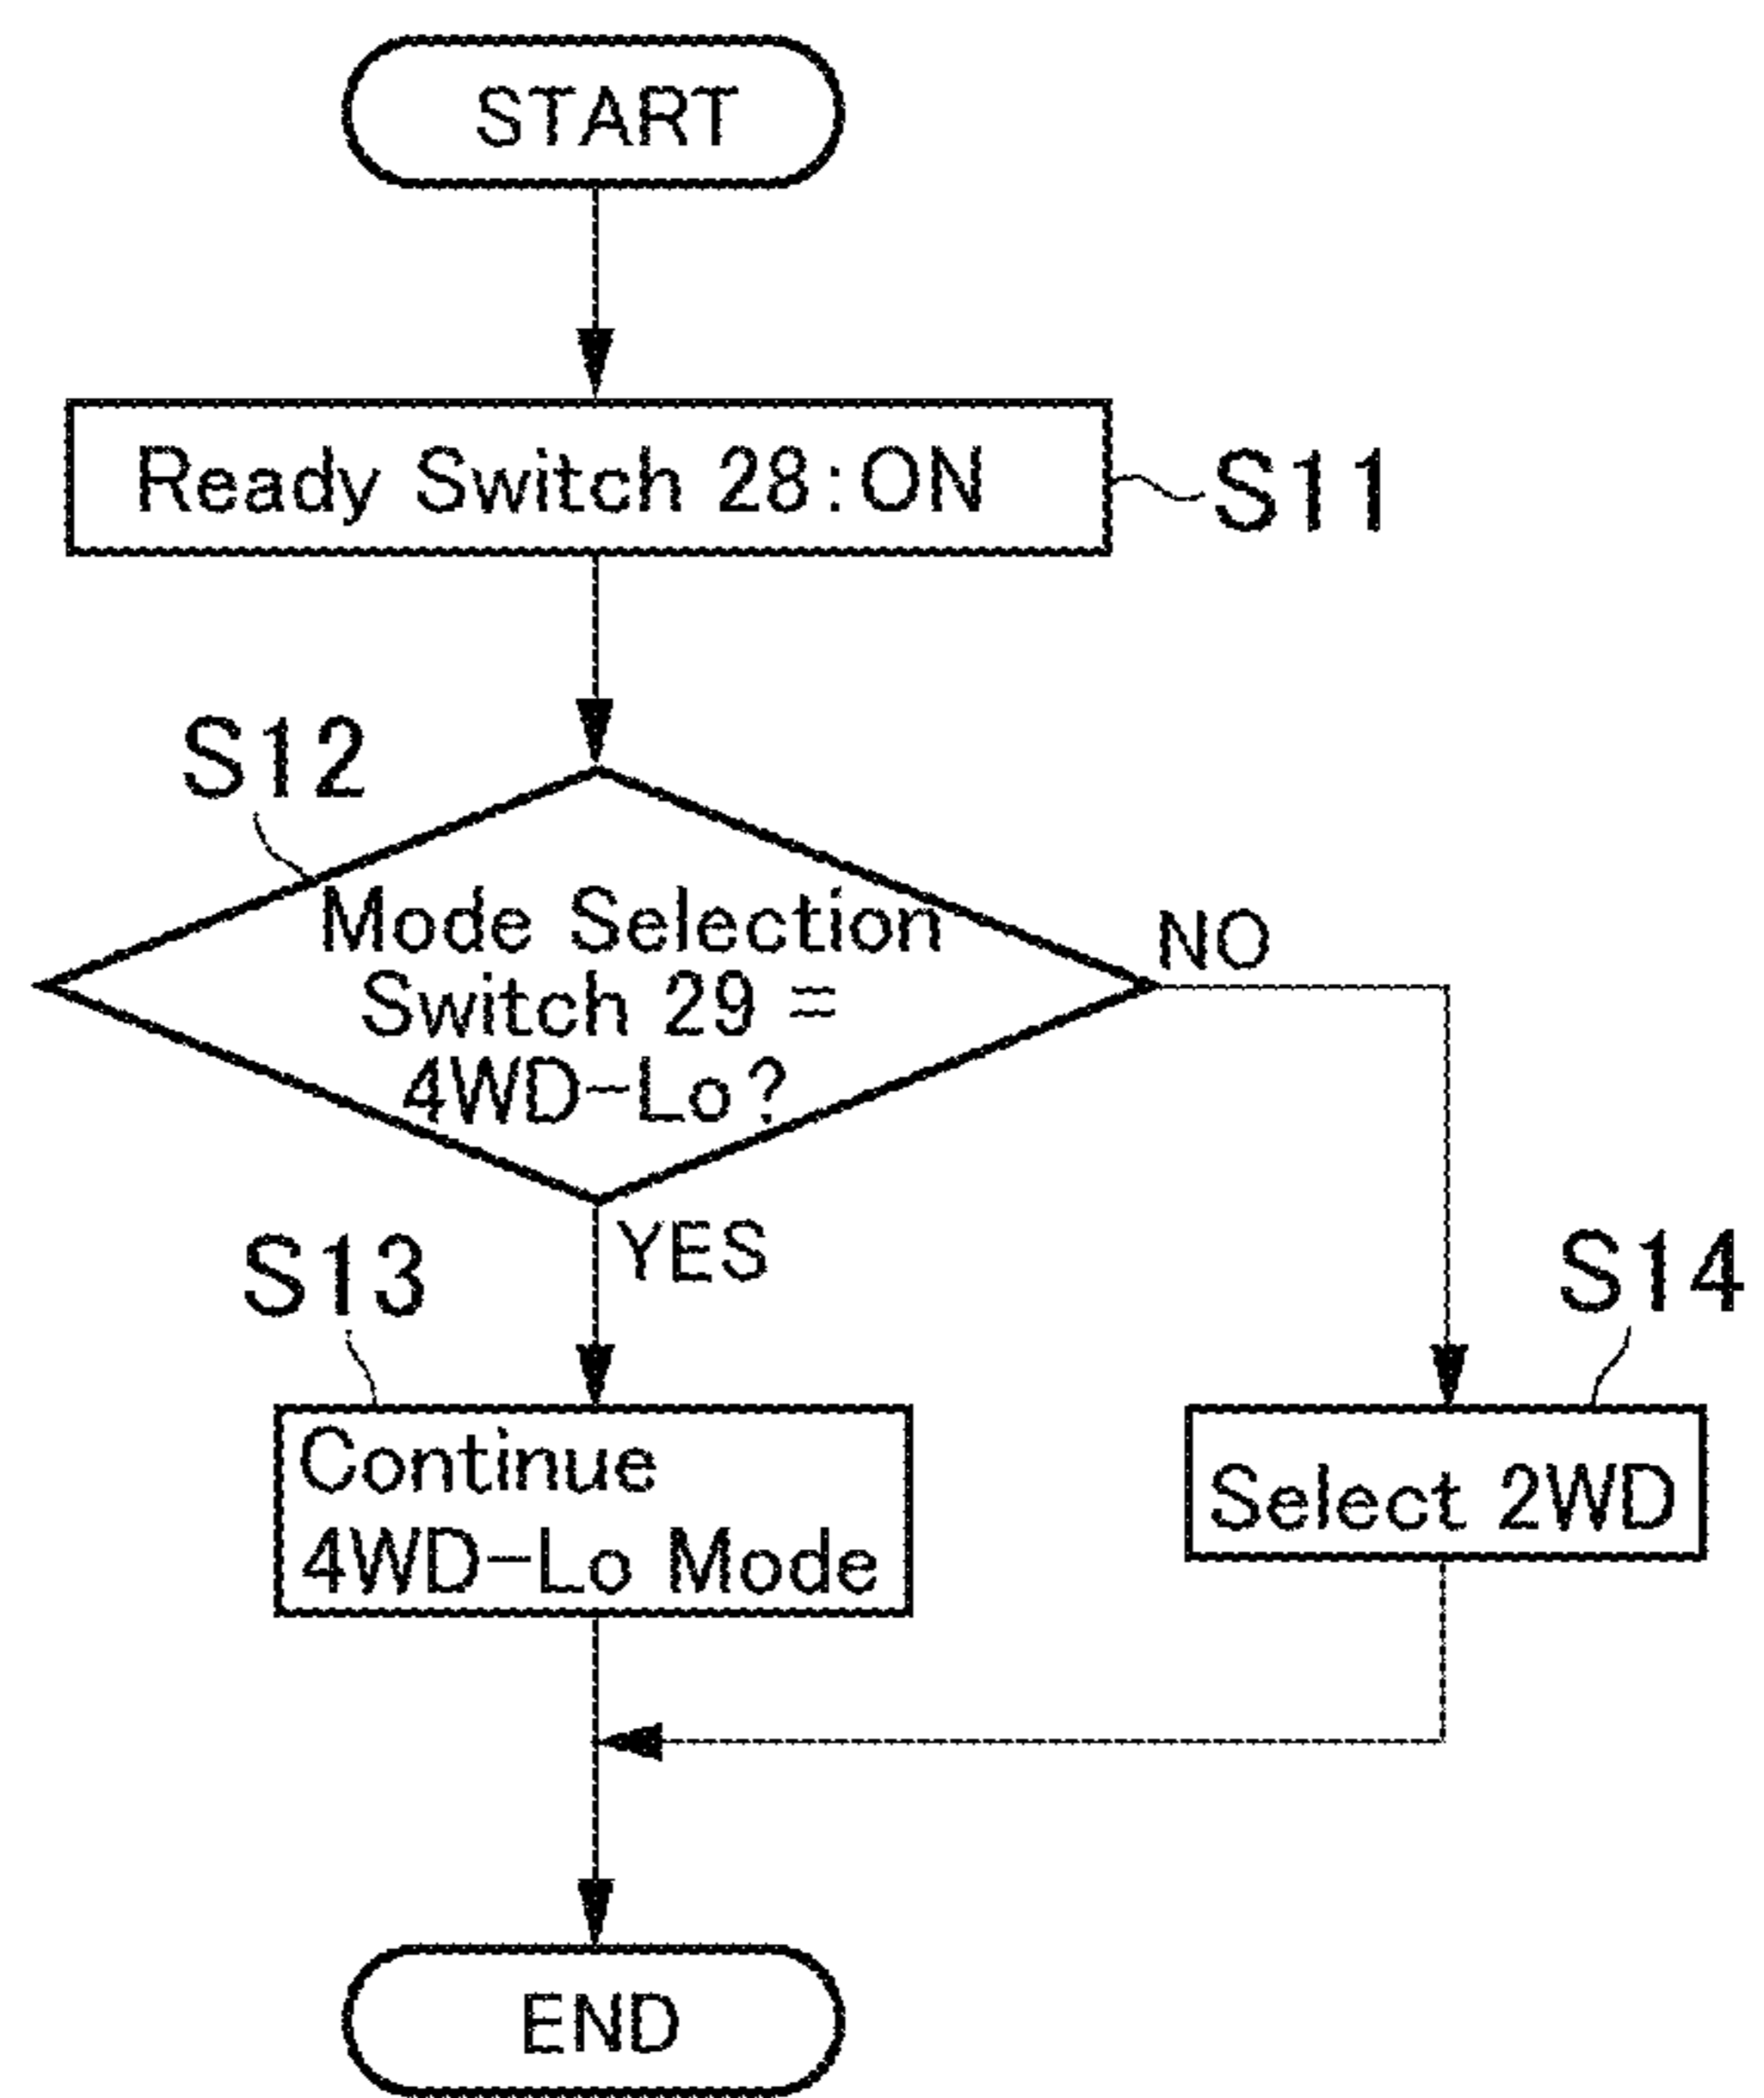 START
Ready Switch 28:ON
S11
S12
Mode Selection
Switch 29 =
4WD-Lo?
NO
YES
S13
S14
Continue
4WD-Lo Mode
Select 2WD
END